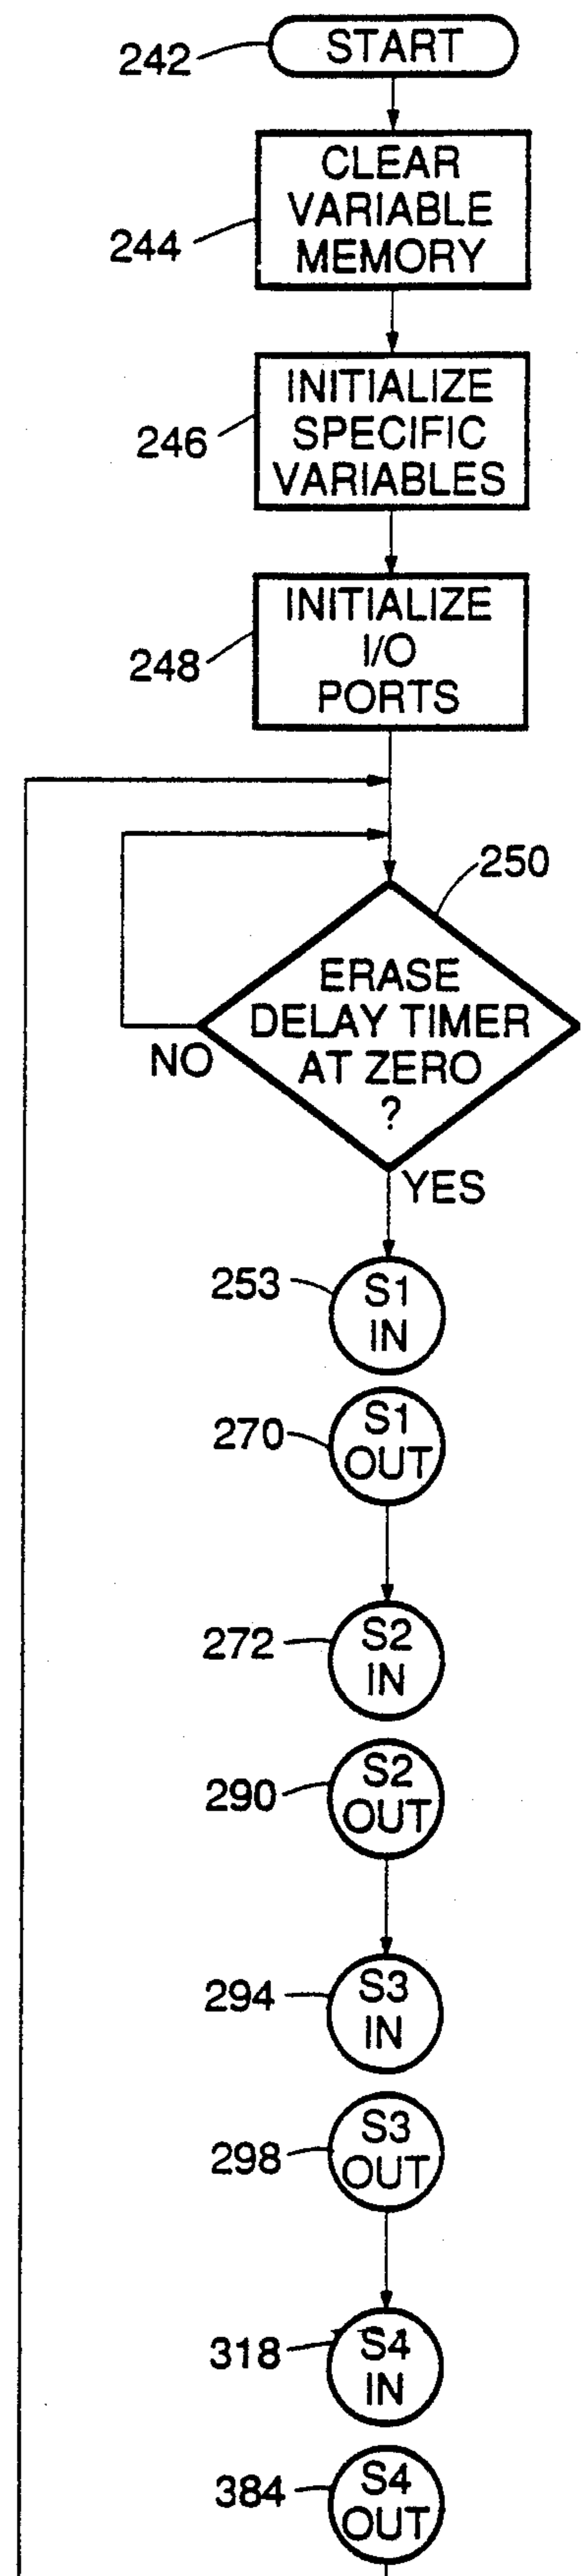 242
START
CLEAR
VARIABLE
244
MEMORY
INITIALIZE
246
SPECIFIC
VARIABLES
INITIALIZE
248
I/O
PORTS
250
ERASE
DELAY TIMER
NO
AT ZERO
?
YES
253
S1
IN
270
S1
OUT
272
S2
IN
290
S2
OUT
294
S3
IN
298
S3
OUT
318
S4
IN
384
S4
OUT